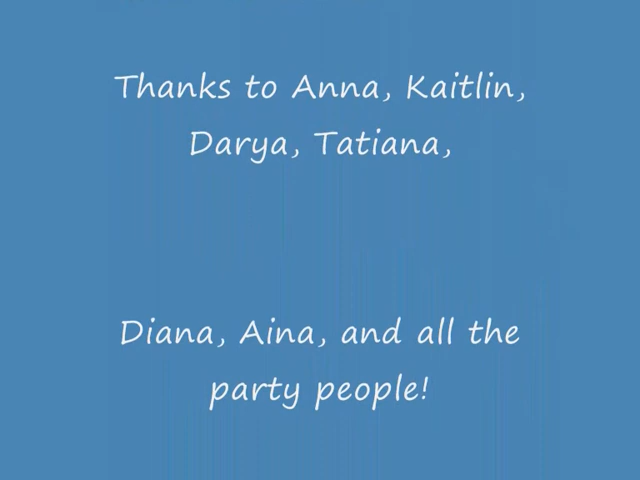 Thanks to Anna, Kaitlin,
Darya, Tatiana,
Diana, Aina, and all the
party people!